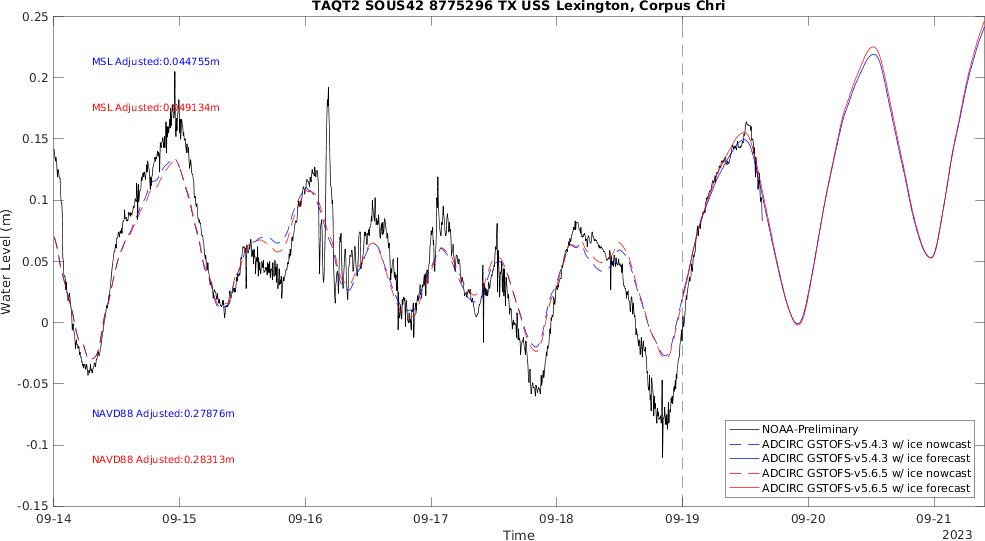 TAQT2 SOUS42 8775296 TX USS Lexington, Corpus Chri
0.25
0.2
0.15
0.1
0.05
0
-0.05
-0.1
-0.15
Water Level (m)
MSL Adjusted:0.044755m
MSL Adjusted:0.049134m
NAVD88 Adjusted:0.27876m
NAVD88 Adjusted:0.28313m
NOAA-Preliminary
ADCIRC GSTOFS-v5.4.3 w/ ice nowcast
ADCIRC GSTOFS-v5.4.3 w/ ice forecast
ADCIRC GSTOFS-v5.6.5 w/ ice nowcast
ADCIRC GSTOFS-v5.6.5 w/ ice forecast
09-14 09-15 09-16 09-17 09-18 09-19 09-20 09-21
Time
2023